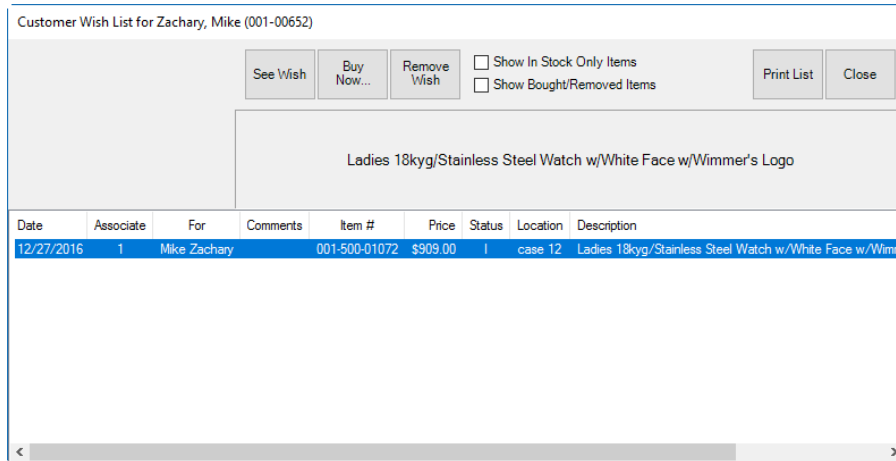 Customer Wish List for Zachary, Mike (001-00652)
See Wish
Buy
Now...
Remove
Wish
Show In Stock Only Items
Show Bought/Removed Items
Print List
Close
Ladies 18kyg/Stainless Steel Watch w/White Face w/Wimmer's Logo
Date Associate For Comments Item # Price Status Location Description
12/27/2016 1 Mike Zachary 001-500-01072 $909.00 I case 12 Ladies 18kyg/Stainless Steel Watch w/White Face w/Wimm